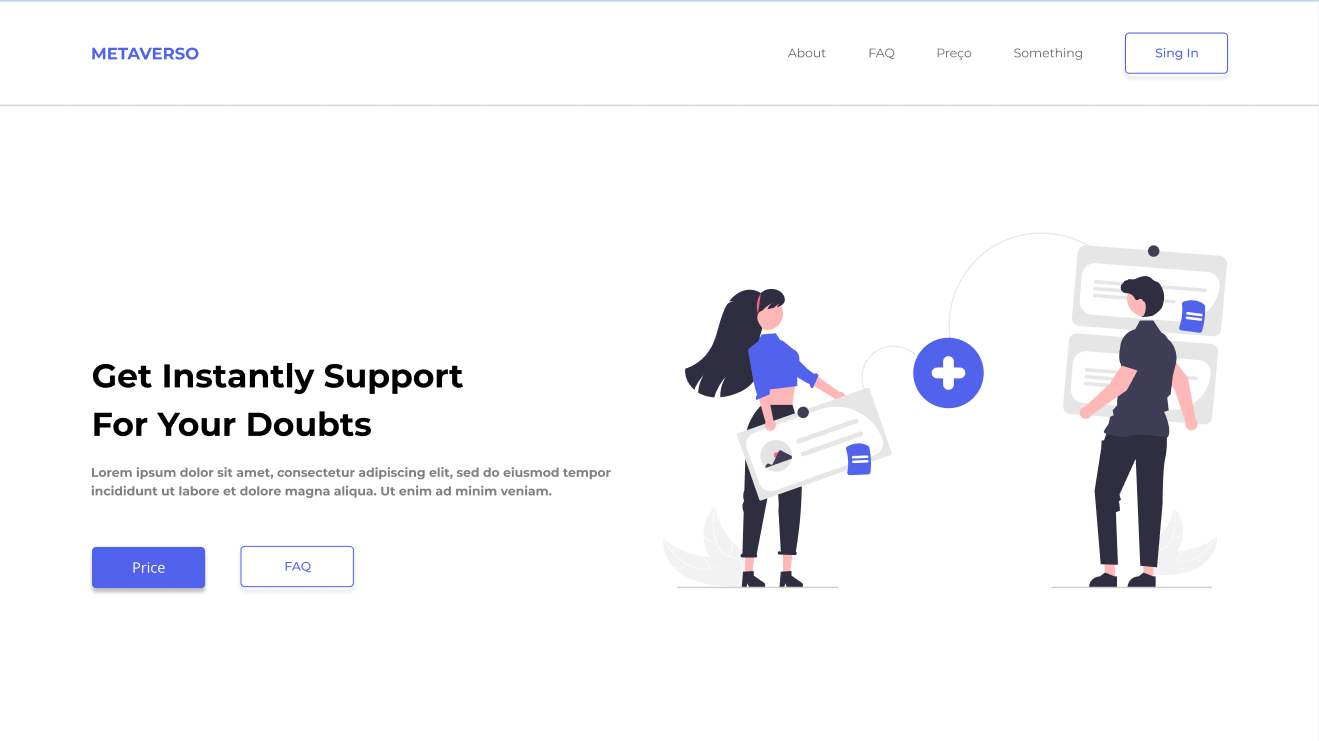 METAVERSO
About
FAQ
Preço
Something
Sing In
Get Instantly Support
For Your Doubts
Lorem ipsum dolor sit amet, consectetur adipiscing elit, sed do eiusmod tempor
incididunt ut labore et dolore magna aliqua. Ut enim ad minim veniam.
Price
FAQ